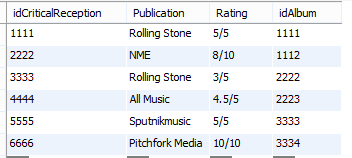 idCriticalReception Publication Rating idAlbum
1111 Rolling Stone 5/5 1111
2222 NME 8/10 1112
3333 Rolling Stone 3/5 2222
4444 All Music 4.5/5 2223
5555 Sputnikmusic 5/5 3333
6666 Pitchfork Media 10/10 3334